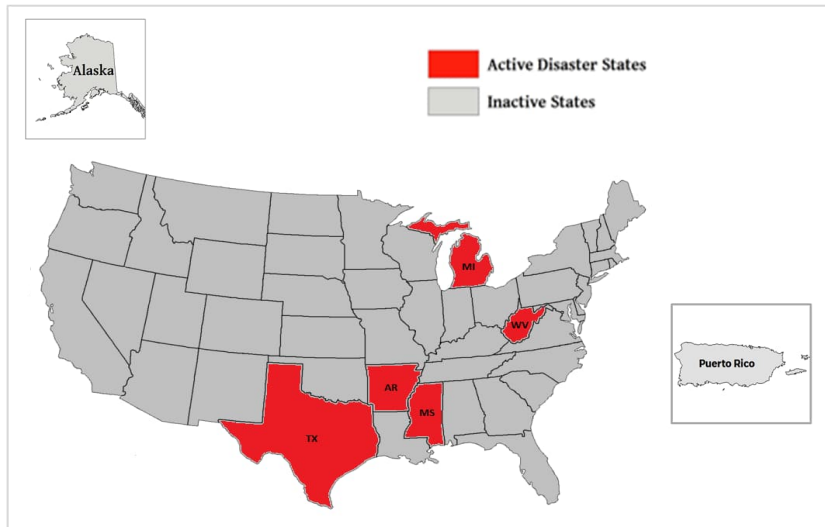 Alaska
Active Disaster States
Inactive States
MI
WV
Puerto Rico
AR
MS
TX